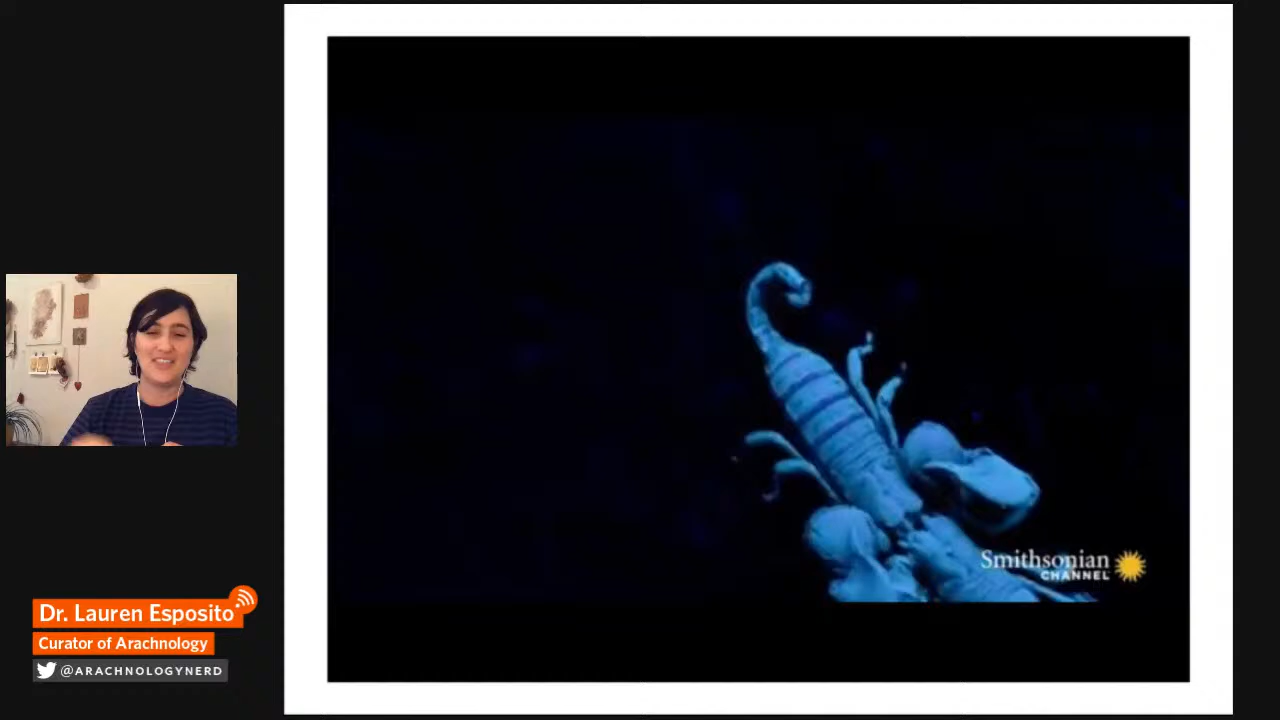 Dr. Lauren Esposito
Curator of Arachnology
@ARACHNOLOGYNERD
Smithsonian
CHANNEL